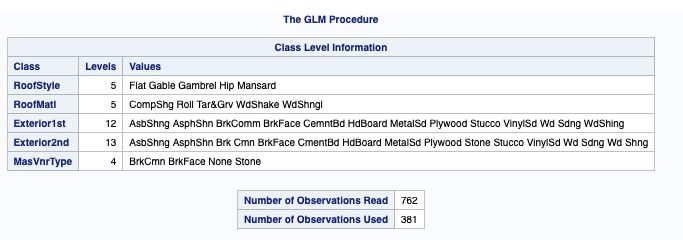 The GLM Procedure
Class Level Information
Class Levels Values
RoofStyle 5 Flat Gable Gambrel Hip Mansard
RoofMatl 5 CompShg Roll Tar&Grv WdShake WdShngl
Exterior1st 12 AsbShng AsphShn BrkComm BrkFace CemntBd HdBoard MetalSd Plywood Stucco VinylSd Wd Sdng WdShing
Exterior2nd 13 AsbShng AsphShn Brk Cmn BrkFace CmentBd HdBoard MetalSd Plywood Stone Stucco VinylSd Wd Sdng Wd Shng
MasVnrType 4 BrkCmn BrkFace None Stone
Number of Observations Read 762
Number of Observations Used 381